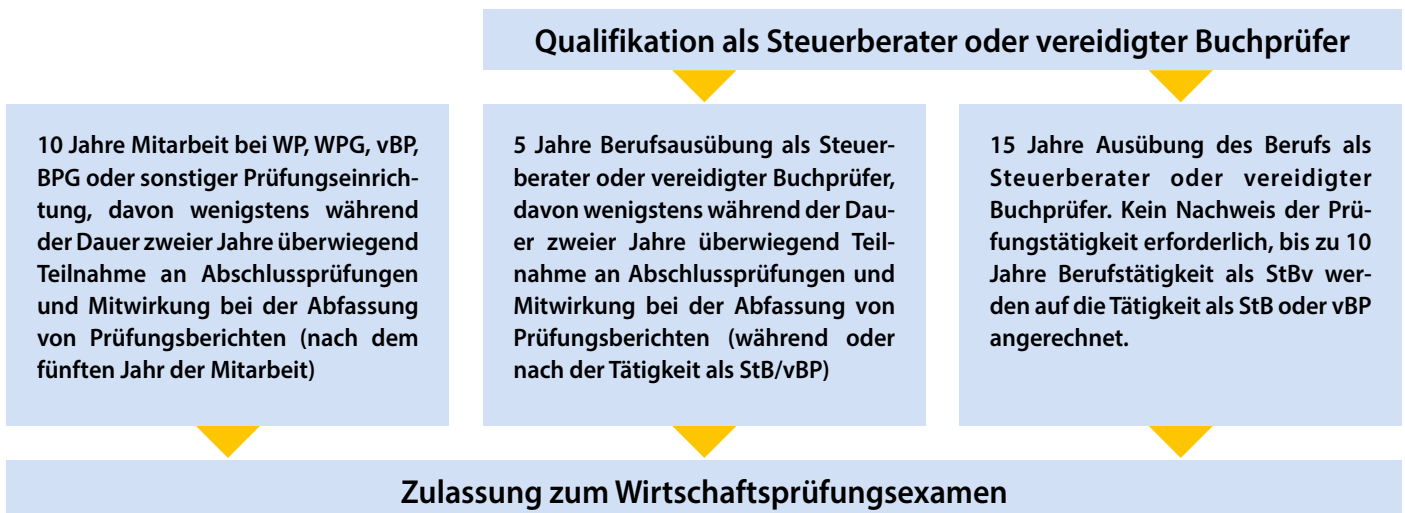 Qualifikation als Steuerberater oder vereidigter Buchprüfer
10 Jahre Mitarbeit bei WP, WPG, vBP,
BPG oder sonstiger Prüfungseinrich-
tung, davon wenigstens während
der Dauer zweier Jahre überwiegend
Teilnahme an Abschlussprüfungen
und Mitwirkung bei der Abfassung
von Prüfungsberichten (nach dem
fünften Jahr der Mitarbeit)
5 Jahre Berufsausübung als Steuer-
berater oder vereidigter Buchprüfer,
davon wenigstens während der Dau-
er zweier Jahre überwiegend Teil-
nahme an Abschlussprüfungen und
Mitwirkung bei der Abfassung von
Prüfungsberichten (während oder
nach der Tätigkeit als StB/vBP)
15 Jahre Ausübung des Berufs als
Steuerberater oder vereidigter
Buchprüfer. Kein Nachweis der Prü-
fungstätigkeit erforderlich, bis zu 10
Jahre Berufstätigkeit als StBv wer-
den auf die Tätigkeit als StB oder vBP
angerechnet.
Zulassung zum Wirtschaftsprüfungsexamen